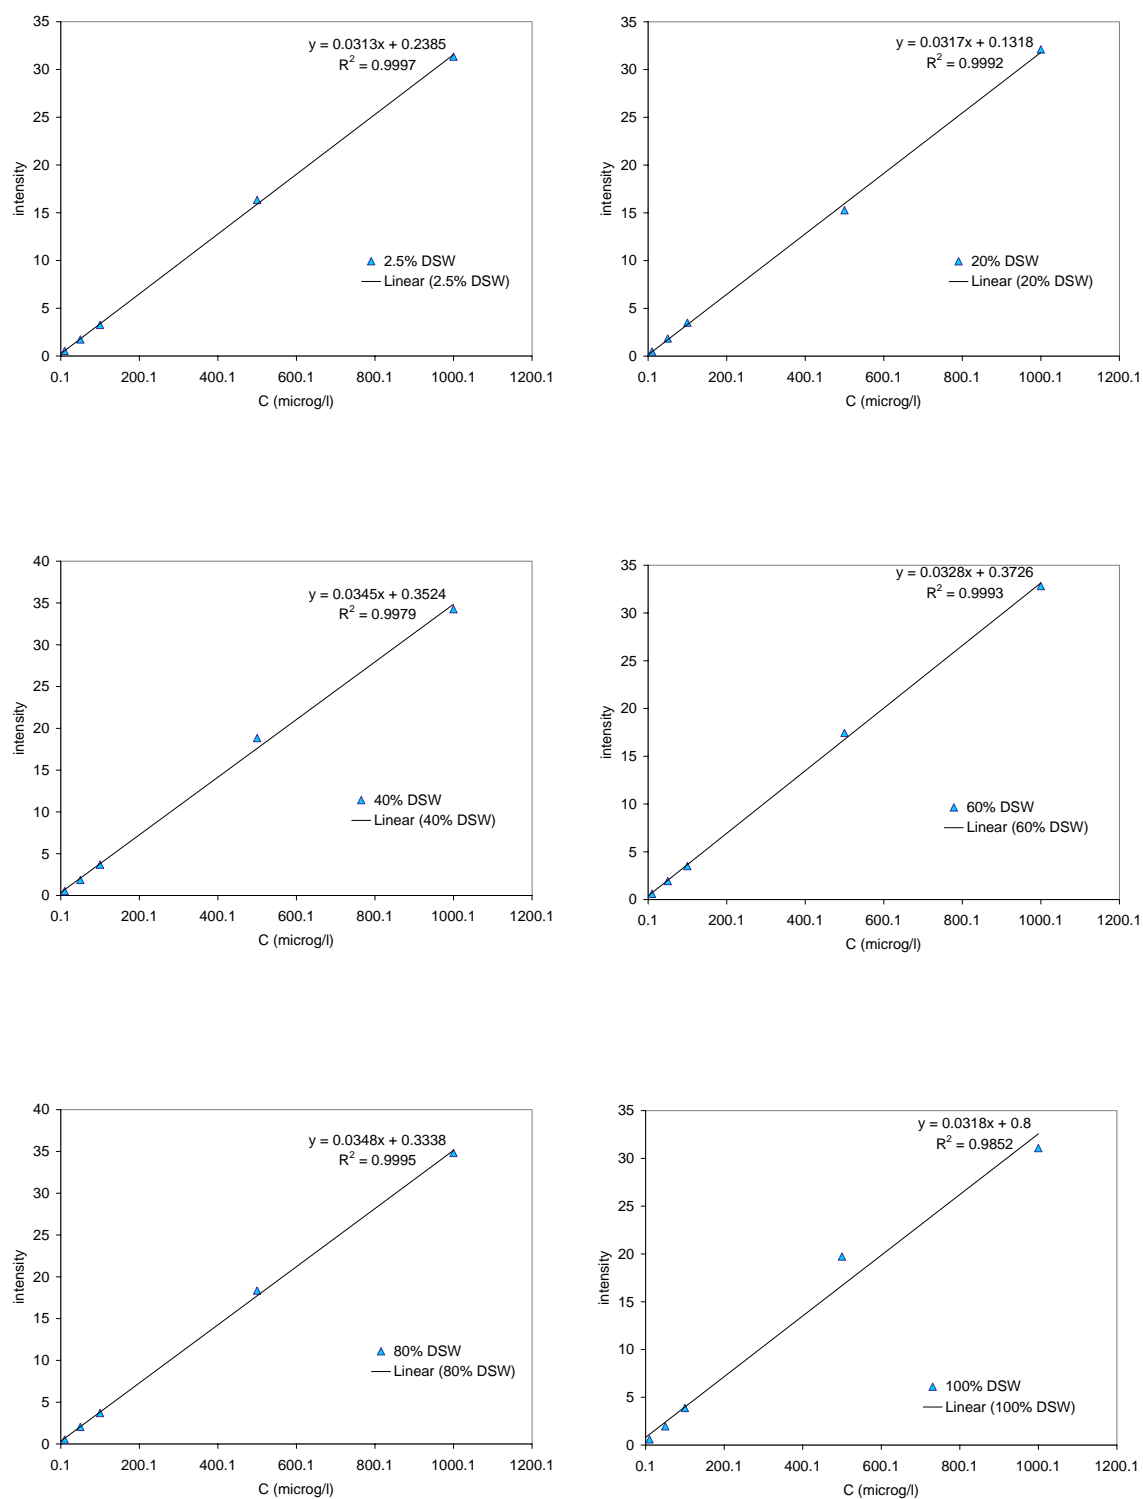 35
30
25
20
15
10
5
0
intensity
y = 0.0313x + 0.2385
R² = 0.9997
2.5% DSW
Linear (2.5% DSW)
0.1 200.1 400.1 600.1 800.1 1000.1 1200.1
C (microg/l)
35
30
25
20
15
10
5
0
intensity
y = 0.0317x + 0.1318
R² = 0.9992
20% DSW
Linear (20% DSW)
0.1 200.1 400.1 600.1 800.1 1000.1 1200.1
C (microg/l)
40
35
30
25
20
15
10
5
0
intensity
y = 0.0345x + 0.3524
R² = 0.9979
40% DSW
Linear (40% DSW)
0.1 200.1 400.1 600.1 800.1 1000.1 1200.1
C (microg/l)
35
30
25
20
15
10
5
0
intensity
y = 0.0328x + 0.3726
R² = 0.9993
60% DSW
Linear (60% DSW)
0.1 200.1 400.1 600.1 800.1 1000.1 1200.1
C (microg/l)
40
35
30
25
20
15
10
5
0
intensity
y = 0.0348x + 0.3338
R² = 0.9995
80% DSW
Linear (80% DSW)
0.1 200.1 400.1 600.1 800.1 1000.1 1200.1
C (microg/l)
35
30
25
20
15
10
5
0
intensity
y = 0.0318x + 0.8
R² = 0.9852
100% DSW
Linear (100% DSW)
0.1 200.1 400.1 600.1 800.1 1000.1 1200.1
C (microg/l)